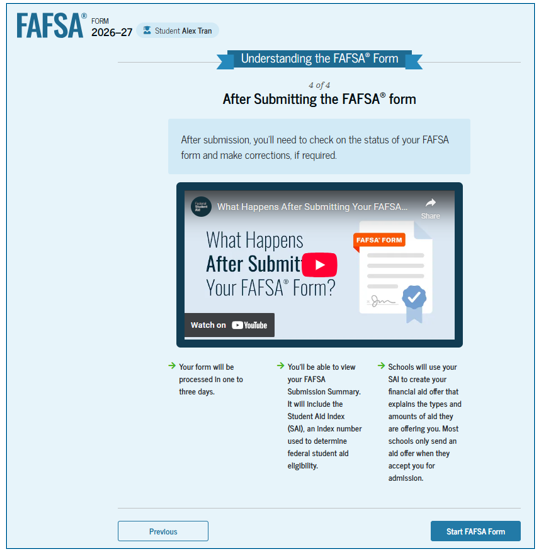 FAFSA® FORM 2026–27 Student Alex Tran
Understanding the FAFSA® Form
4 of 4
After Submitting the FAFSA® form
After submission, you'll need to check on the status of your FAFSA
form and make corrections, if required.
What Happens After Submitting Your FAFSA...
Share
What Happens
After Submit
Your FAFSA® Form?
FAFSA® FORM
Watch on YouTube
Your form will be
processed in one to
three days.
You'll be able to view
your FAFSA
Submission Summary.
It will include the
Student Aid Index
(SAI), an index number
used to determine
federal student aid
eligibility.
Schools will use your
SAI to create your
financial aid offer that
explains the types and
amounts of aid they
are offering you. Most
schools only send an
aid offer when they
accept you for
admission.
Previous
Start FAFSA Form